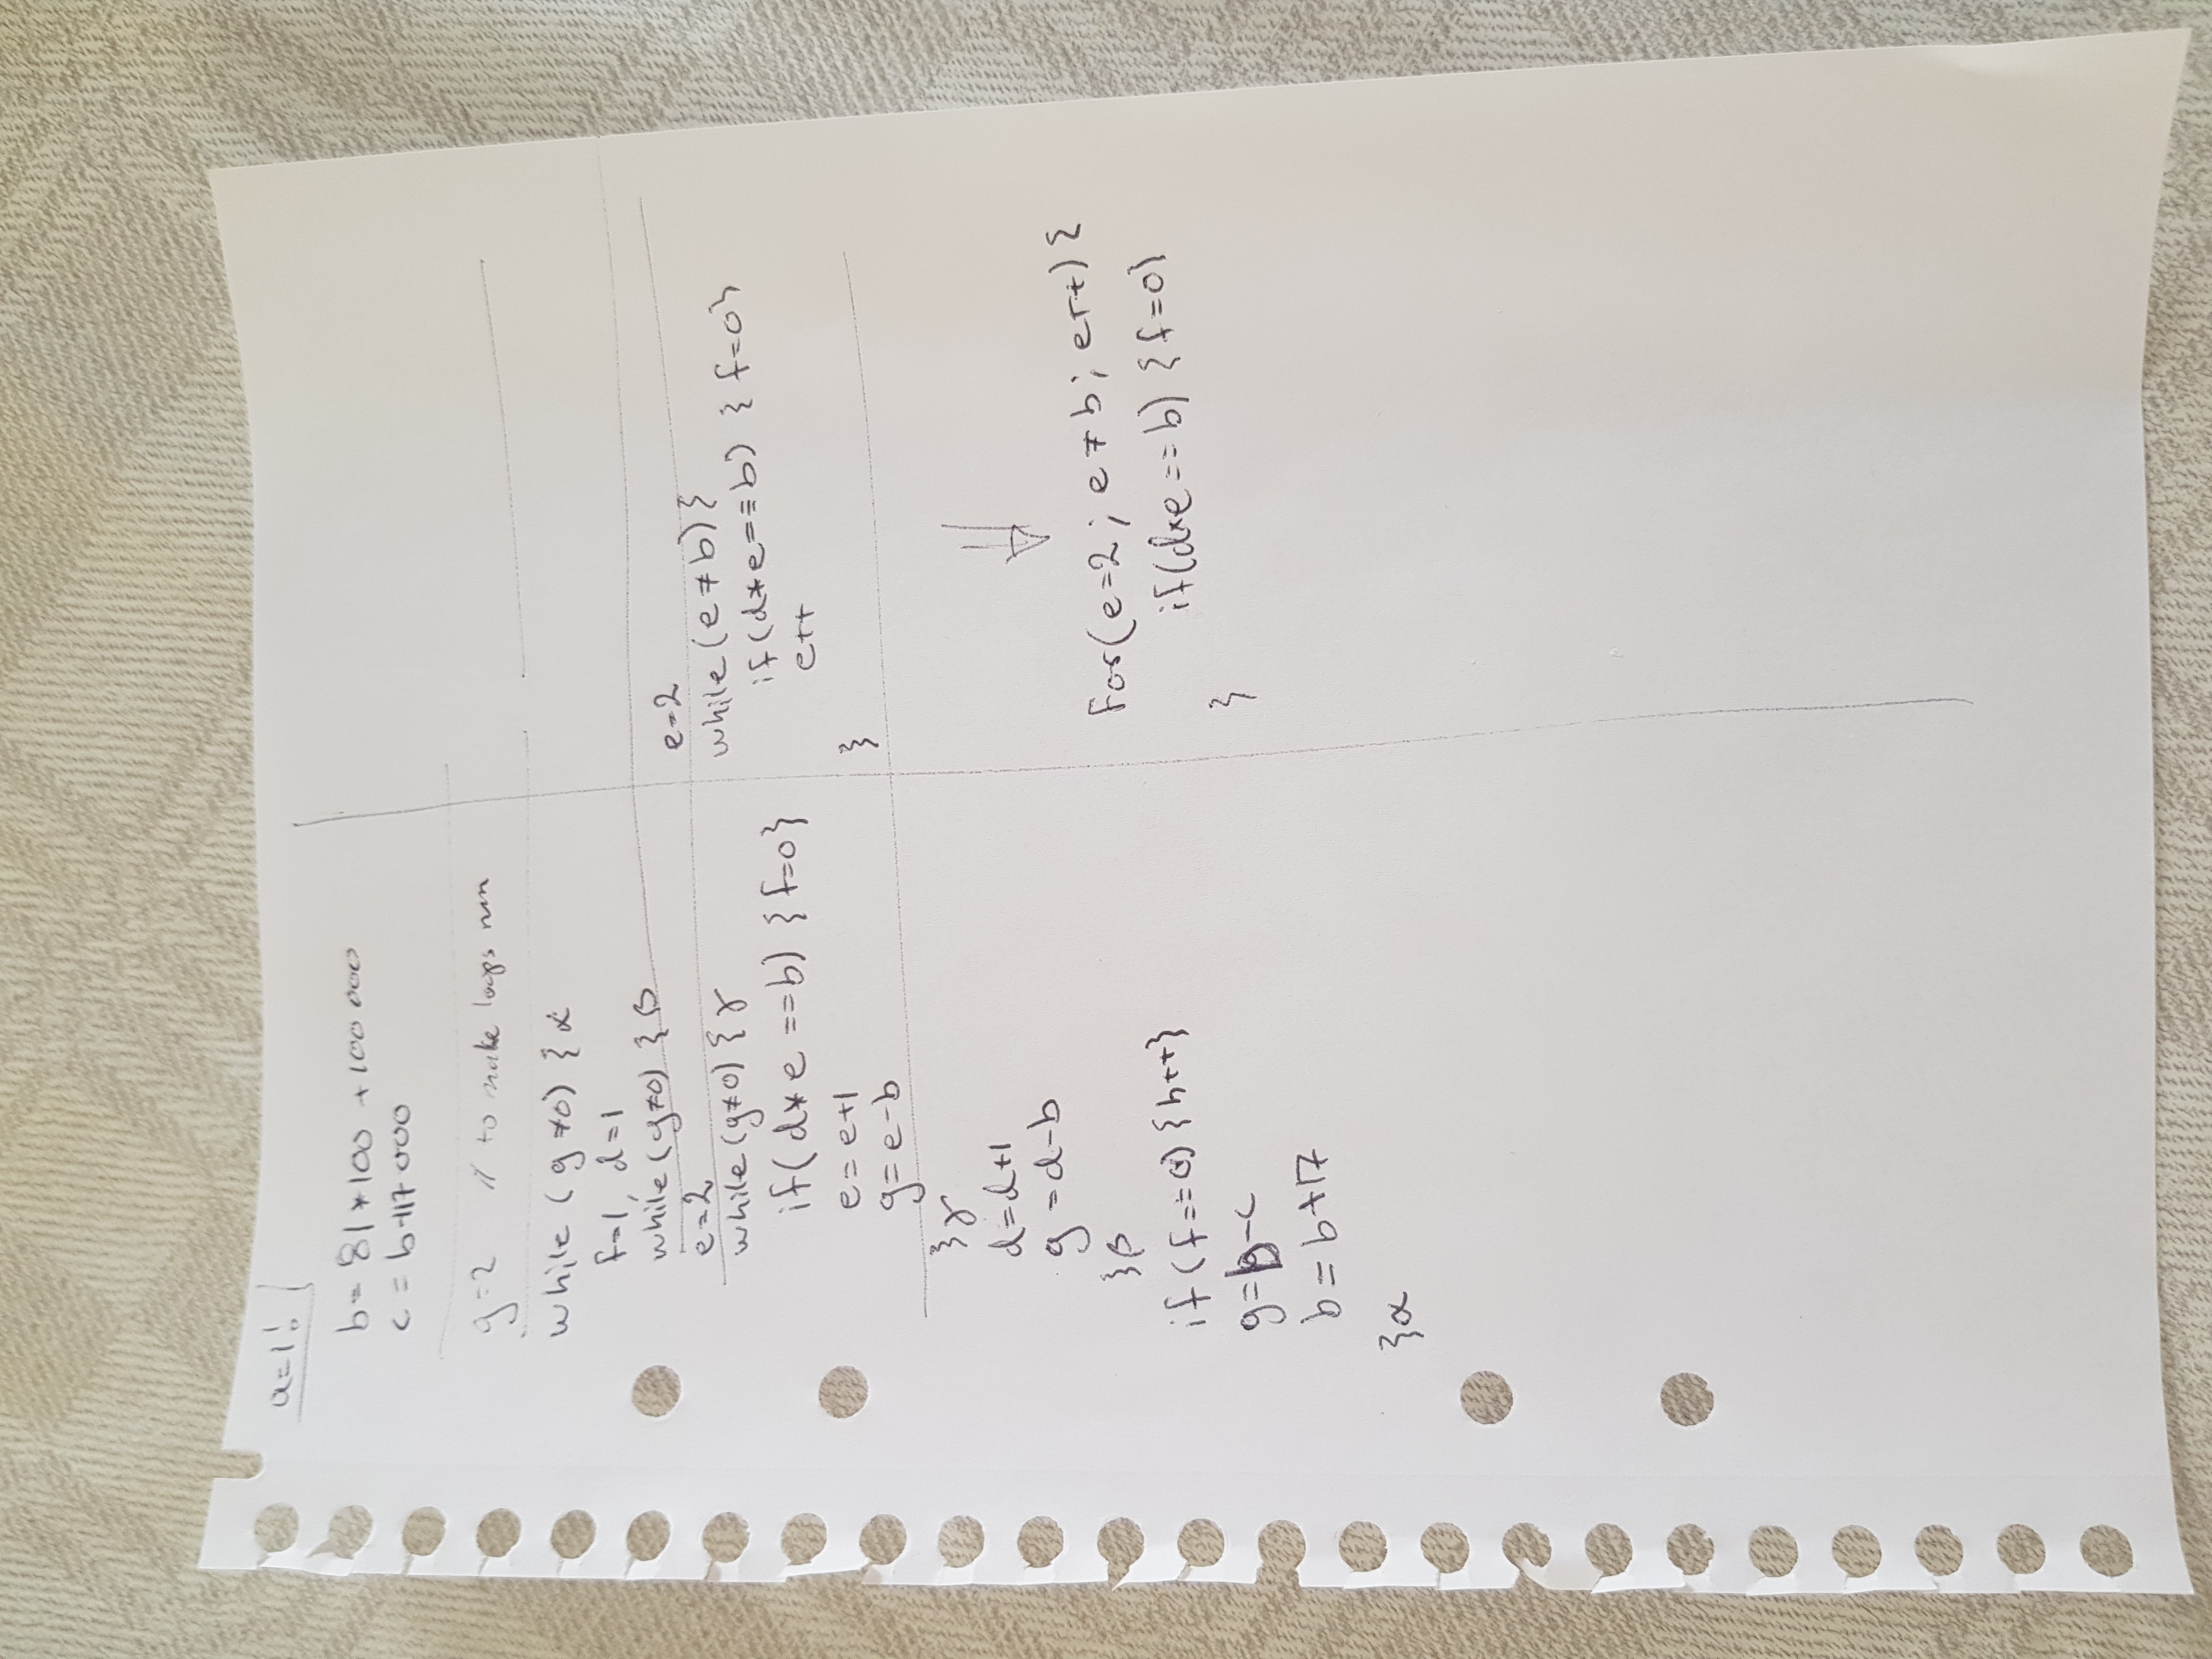 a=1!
b= 81*100 +100 000
c = b+17 000
g=2 // to make loops run
while (g≠0) { α
f=1, d=1
while (g≠0) { β
e=2
while (g≠0) { γ
if( d*e ==b) {f=0}
e= e+1
g= e-b
} γ
d=d+1
g =d-b
} β
if (f==0) {h++}
g=b-c
b= b+17
} α
e=2
while (e≠b) {
if(d*e==b) { f=0}
e++
}
for(e=2; e≠b; e++) {
if(d*e==b) {f=0}
}